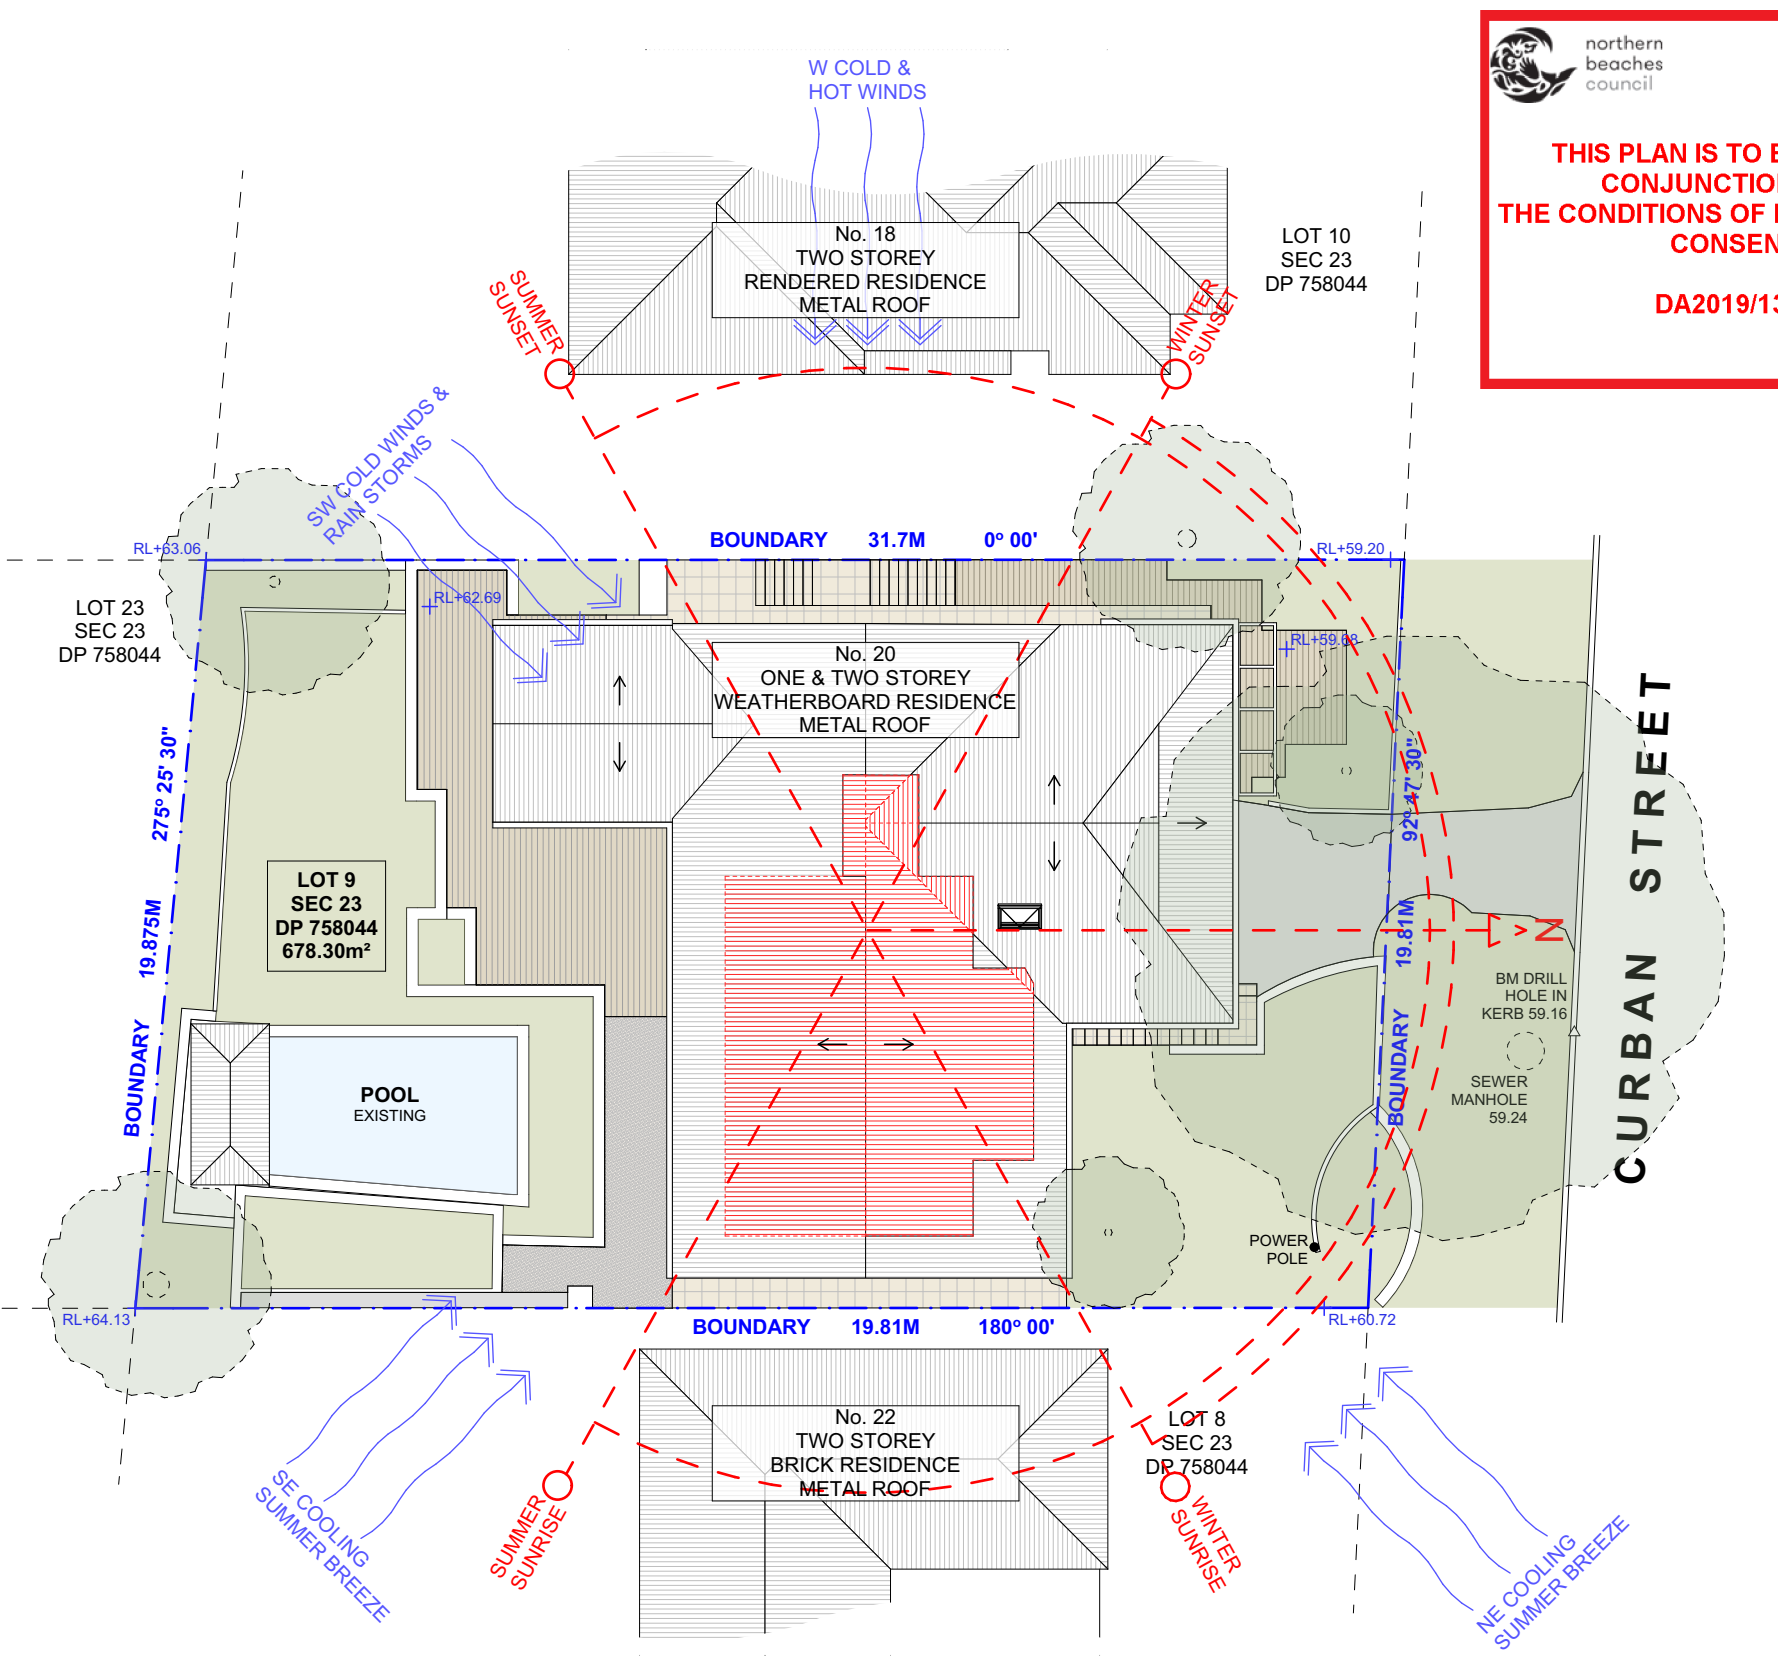 northern
beaches
council
THIS PLAN IS TO
CONJUNCTIO
THE CONDITIONS OF
CONSEN
DA2019/13
W COLD &
HOT WINDS
No. 18
TWO STOREY
RENDERED RESIDENCE
METAL ROOF
LOT 10
SEC 23
DP 758044
SUMMER
SUNSET
WINTER
SUNSET
SW COLD WINDS &
RAIN STORMS
BOUNDARY 31.7M 0° 00'
RL+63.06
RL+59.20
RL+62.69
RL+59.68
LOT 23
SEC 23
DP 758044
No. 20
ONE & TWO STOREY
WEATHERBOARD RESIDENCE
METAL ROOF
BOUNDARY 19.875M 275° 25' 30"
LOT 9
SEC 23
DP 758044
678.30m²
BOUNDARY 19.81M 92° 47' 30"
N
CURBAN STREET
BM DRILL
HOLE IN
KERB 59.16
SEWER
MANHOLE
59.24
POOL
EXISTING
POWER
POLE
RL+64.13
RL+60.72
BOUNDARY 19.81M 180° 00'
No. 22
TWO STOREY
BRICK RESIDENCE
METAL ROOF
LOT 8
SEC 23
DP 758044
SE COOLING
SUMMER BREEZE
SUMMER
SUNRISE
WINTER
SUNRISE
NE COOLING
SUMMER BREEZE